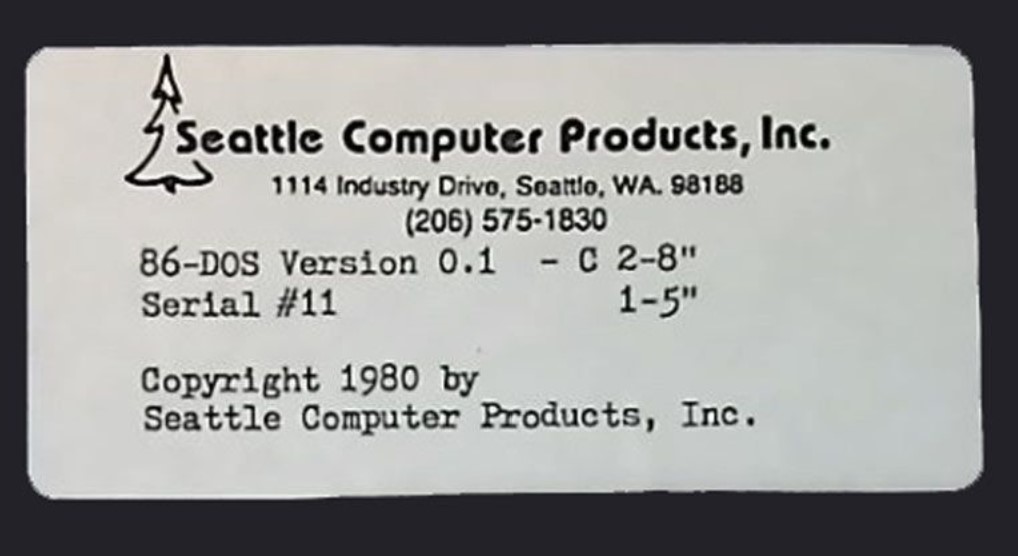 Seattle Computer Products, Inc.
1114 Industry Drive, Seattle, WA. 98188
(206) 575-1830
86-DOS Version 0.1 - C 2-8"
Serial #11 1-5"
Copyright 1980 by
Seattle Computer Products, Inc.